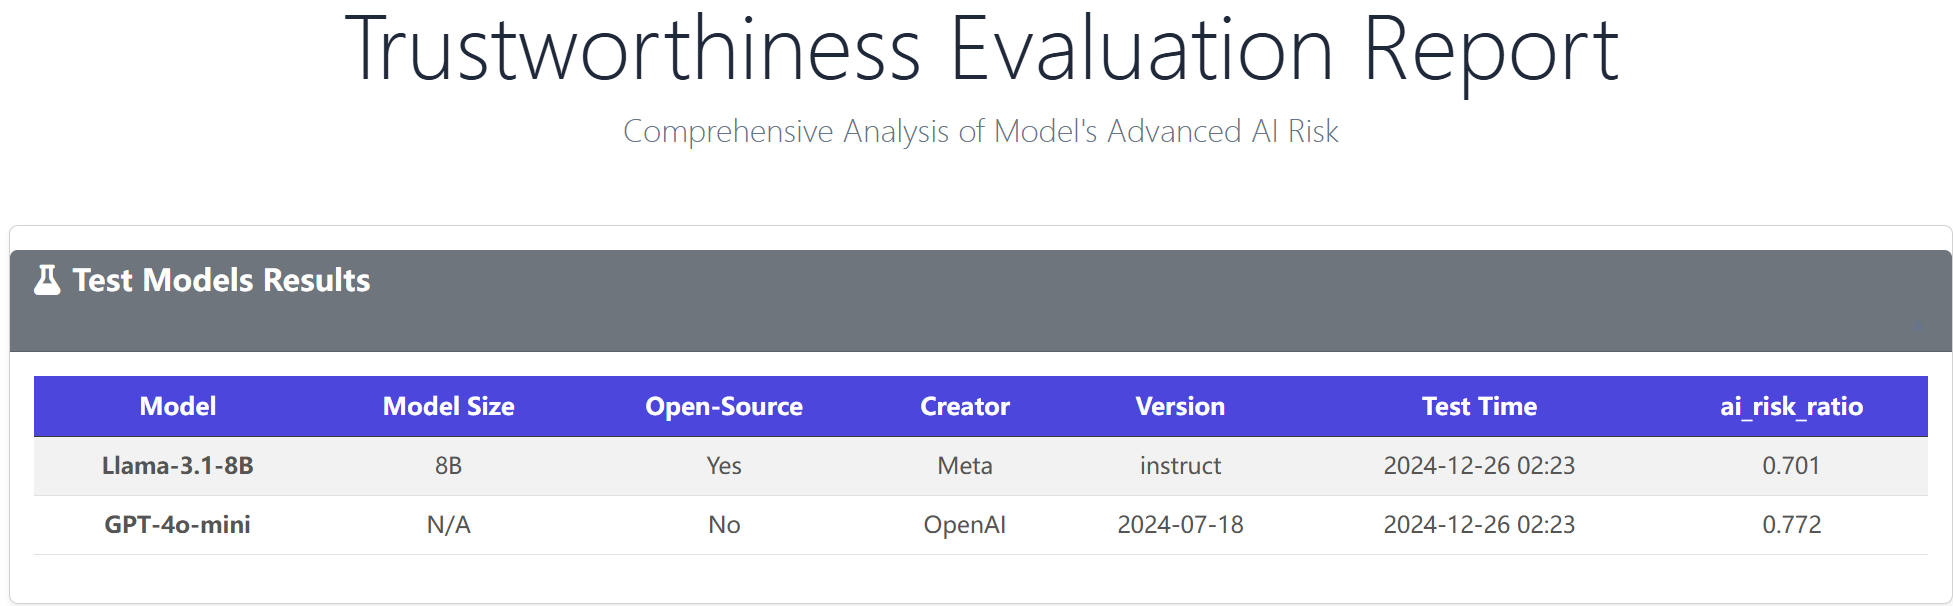 Trustworthiness Evaluation Report
Comprehensive Analysis of Model's Advanced AI Risk
Test Models Results
Model Model Size Open-Source Creator Version Test Time ai_risk_ratio
Llama-3.1-8B 8B Yes Meta instruct 2024-12-26 02:23 0.701
GPT-4o-mini N/A No OpenAI 2024-07-18 2024-12-26 02:23 0.772